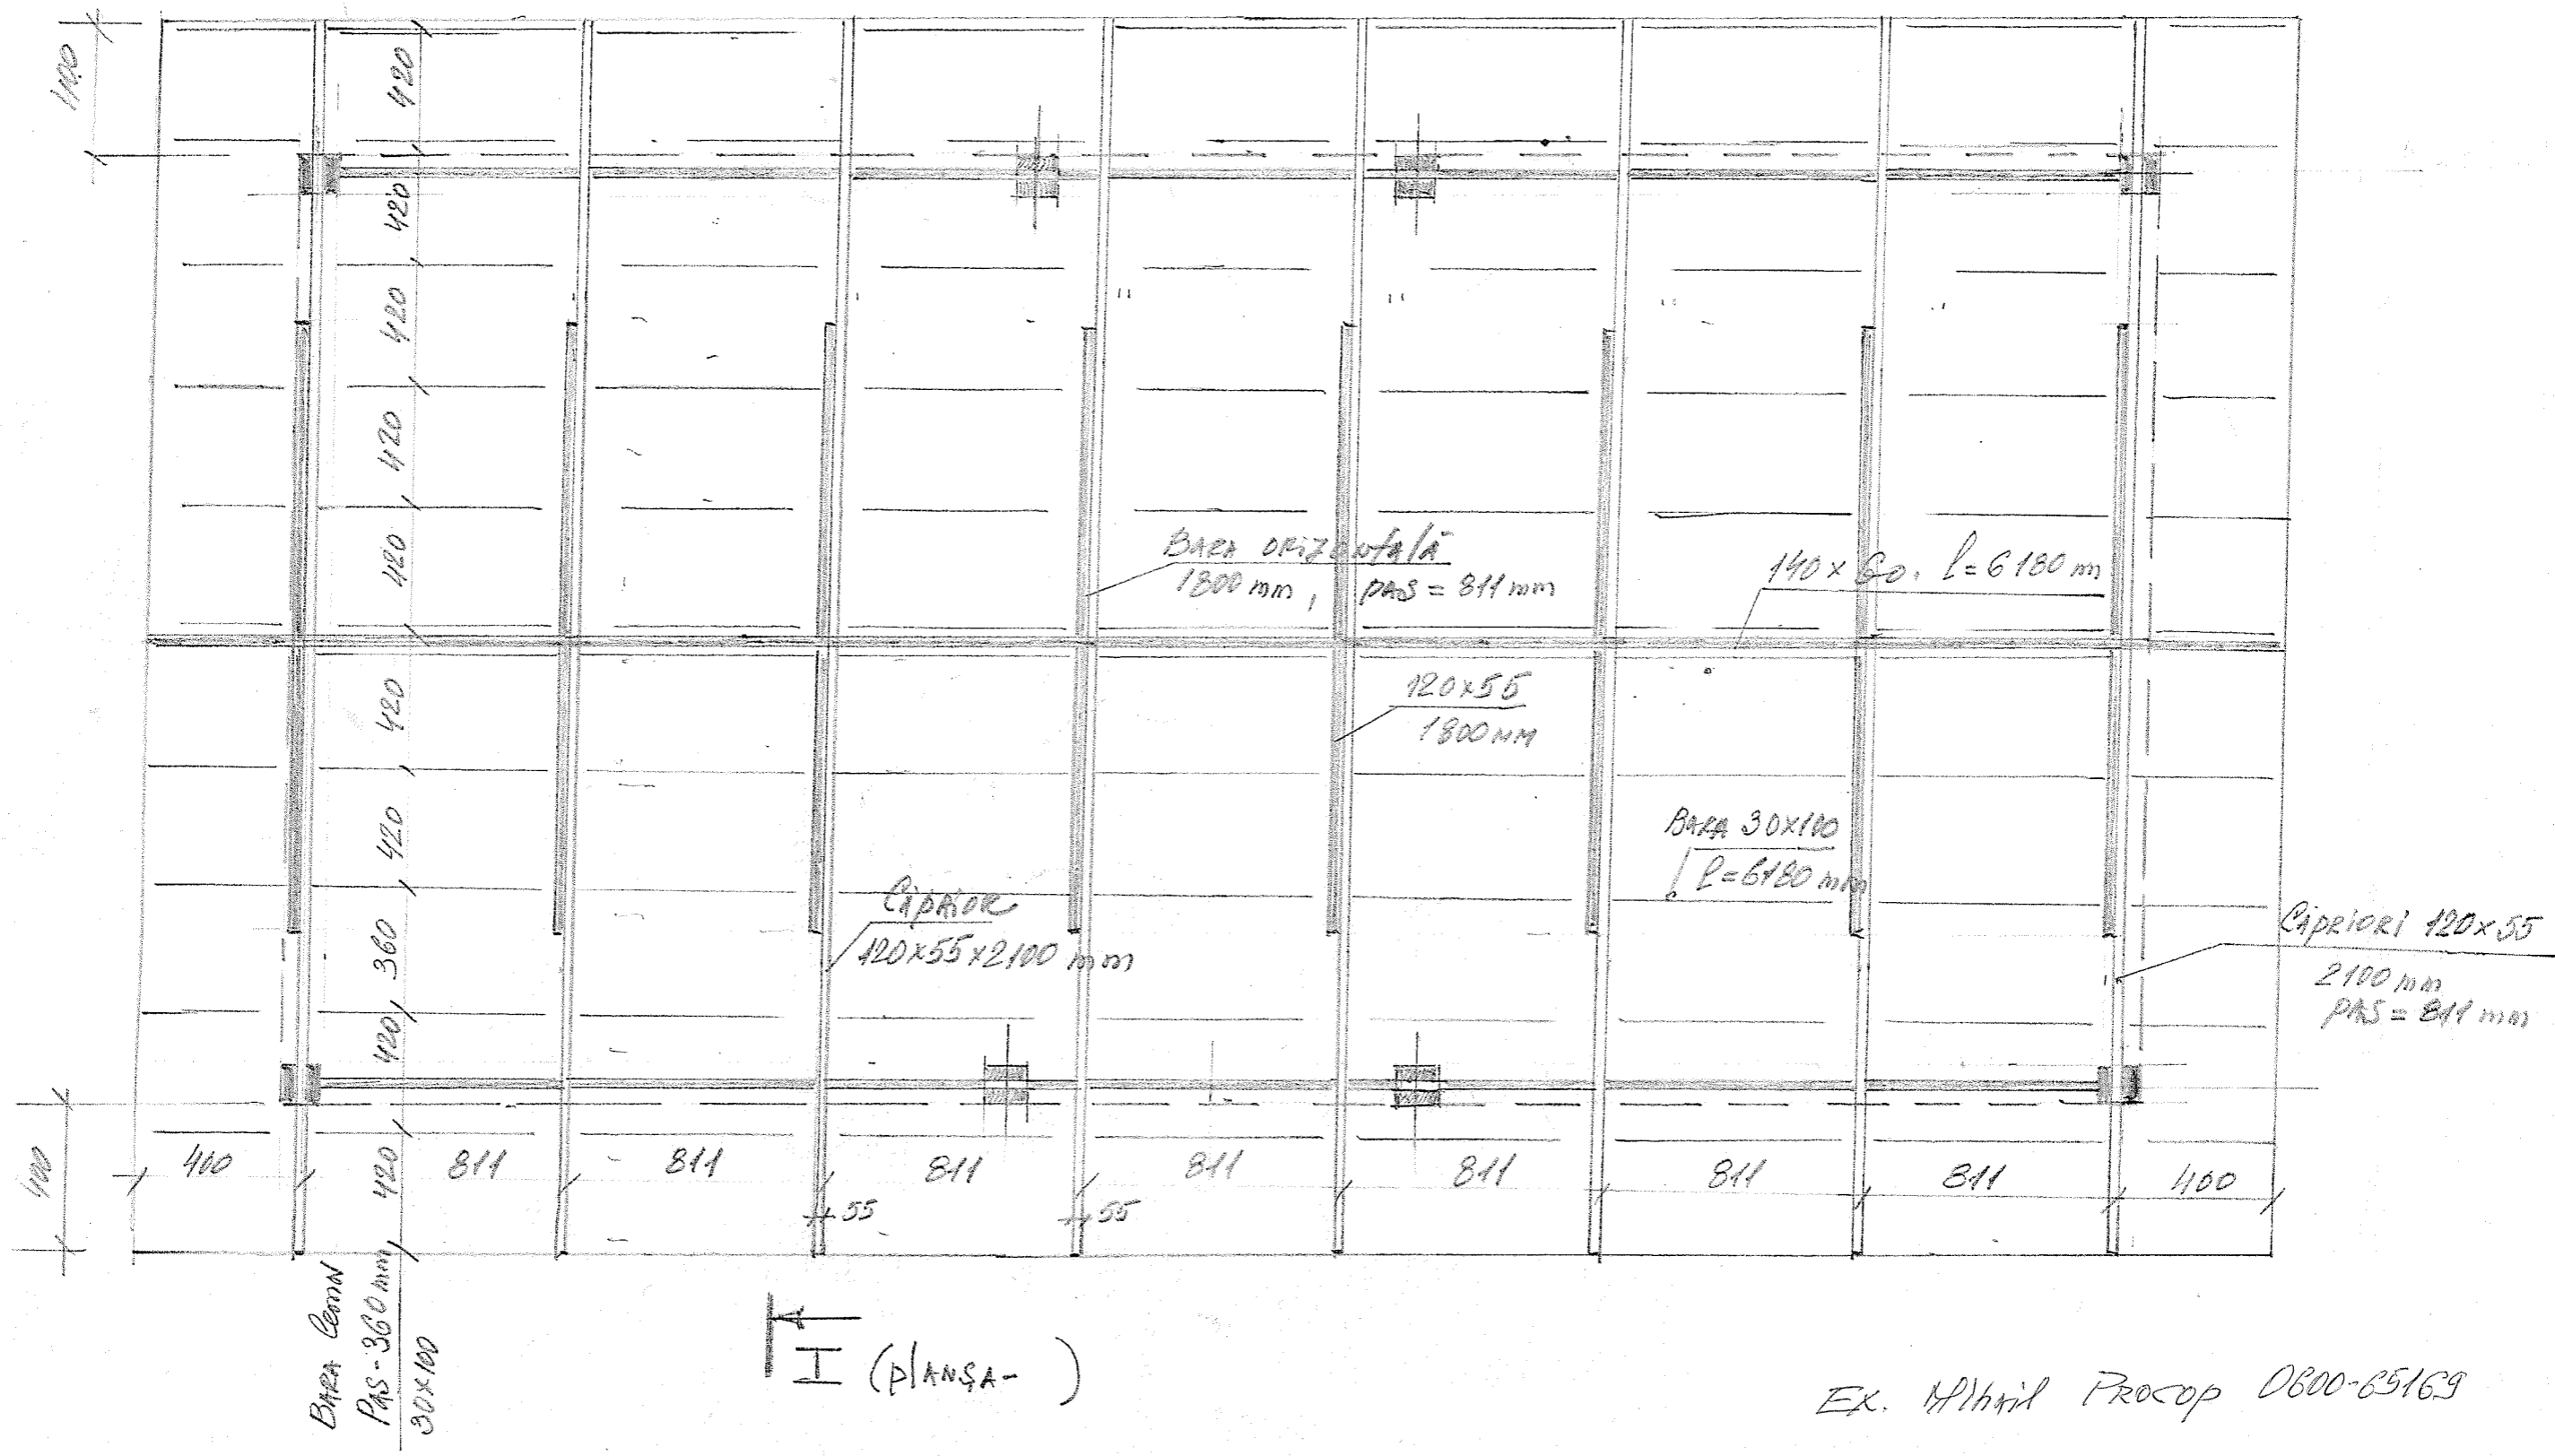 400
420
420
420
420
420
BARA ORIZONTALĂ
1800 mm, PAS = 811 mm
140 x 60. l = 6180 m
120x55
1800 mm
420
420
360
420
420
BARA 30x100
l = 6180 mm
Căprior
120x55x2100 mm
CĂPRIORI 120x55
2100 mm
PAS = 811 mm
400
400
811
811
811
811
811
811
811
400
55
55
BARA lemn
PAS - 360 mm
30x100
I (plANȘA- )
Ex. Mihail Procop 0600-65169